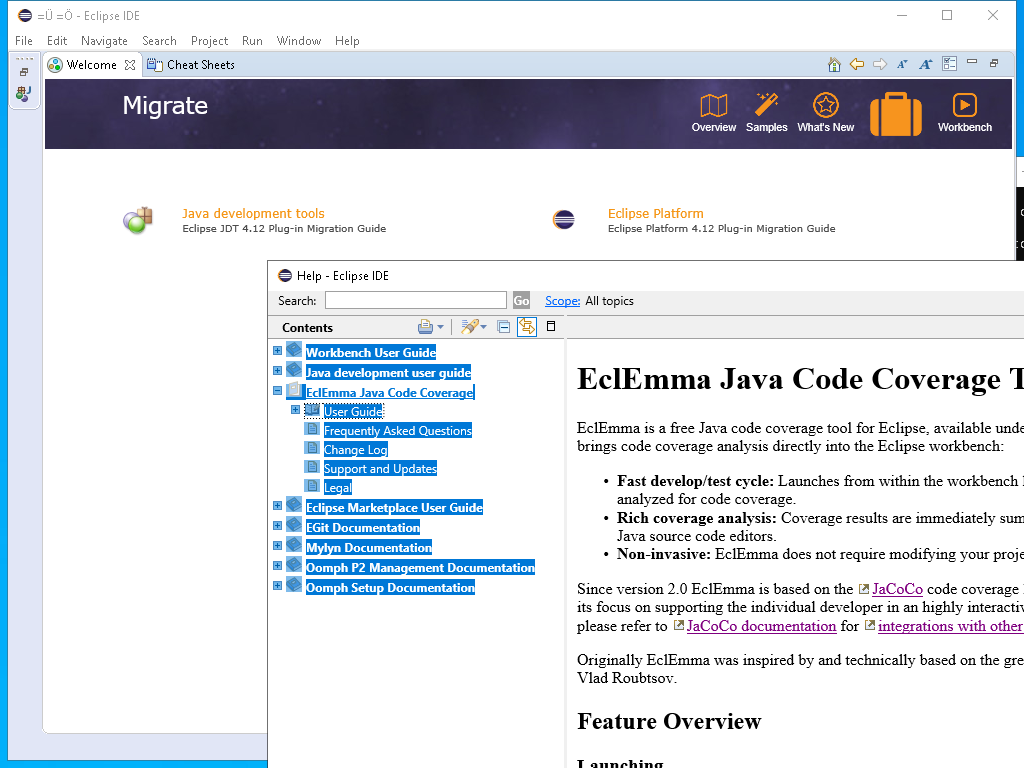 =Ü =Ö - Eclipse IDE
File Edit Navigate Search Project Run Window Help
Welcome Cheat Sheets
Migrate
Overview Samples What's New Workbench
Java development tools
Eclipse JDT 4.12 Plug-in Migration Guide
Eclipse Platform
Eclipse Platform 4.12 Plug-in Migration Guide
Help - Eclipse IDE
Search: Go Scope: All topics
Contents
Workbench User Guide
Java development user guide
EclEmma Java Code Coverage
User Guide
Frequently Asked Questions
Change Log
Support and Updates
Legal
Eclipse Marketplace User Guide
EGit Documentation
Mylyn Documentation
Oomph P2 Management Documentation
Oomph Setup Documentation
EclEmma Java Code Coverage T
EclEmma is a free Java code coverage tool for Eclipse, available unde
brings code coverage analysis directly into the Eclipse workbench:
• Fast develop/test cycle: Launches from within the workbench
analyzed for code coverage.
• Rich coverage analysis: Coverage results are immediately sum
Java source code editors.
• Non-invasive: EclEmma does not require modifying your proje
Since version 2.0 EclEmma is based on the JaCoCo code coverage
its focus on supporting the individual developer in an highly interactiv
please refer to JaCoCo documentation for integrations with other
Originally EclEmma was inspired by and technically based on the gre
Vlad Roubtsov.
Feature Overview
Launching